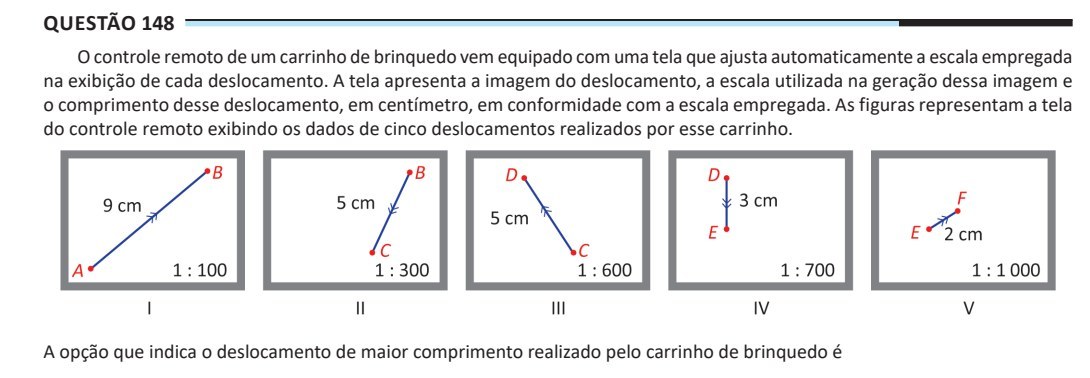 QUESTÃO 148
O controle remoto de um carrinho de brinquedo vem equipado com uma tela que ajusta automaticamente a escala empregada
na exibição de cada deslocamento. A tela apresenta a imagem do deslocamento, a escala utilizada na geração dessa imagem e
o comprimento desse deslocamento, em centímetro, em conformidade com a escala empregada. As figuras representam a tela
do controle remoto exibindo os dados de cinco deslocamentos realizados por esse carrinho.
B
9 cm
A
1 : 100
I
B
5 cm
C
1 : 300
II
D
5 cm
C
1 : 600
III
D
3 cm
E
1 : 700
IV
F
E
2 cm
1 : 1 000
V
A opção que indica o deslocamento de maior comprimento realizado pelo carrinho de brinquedo é